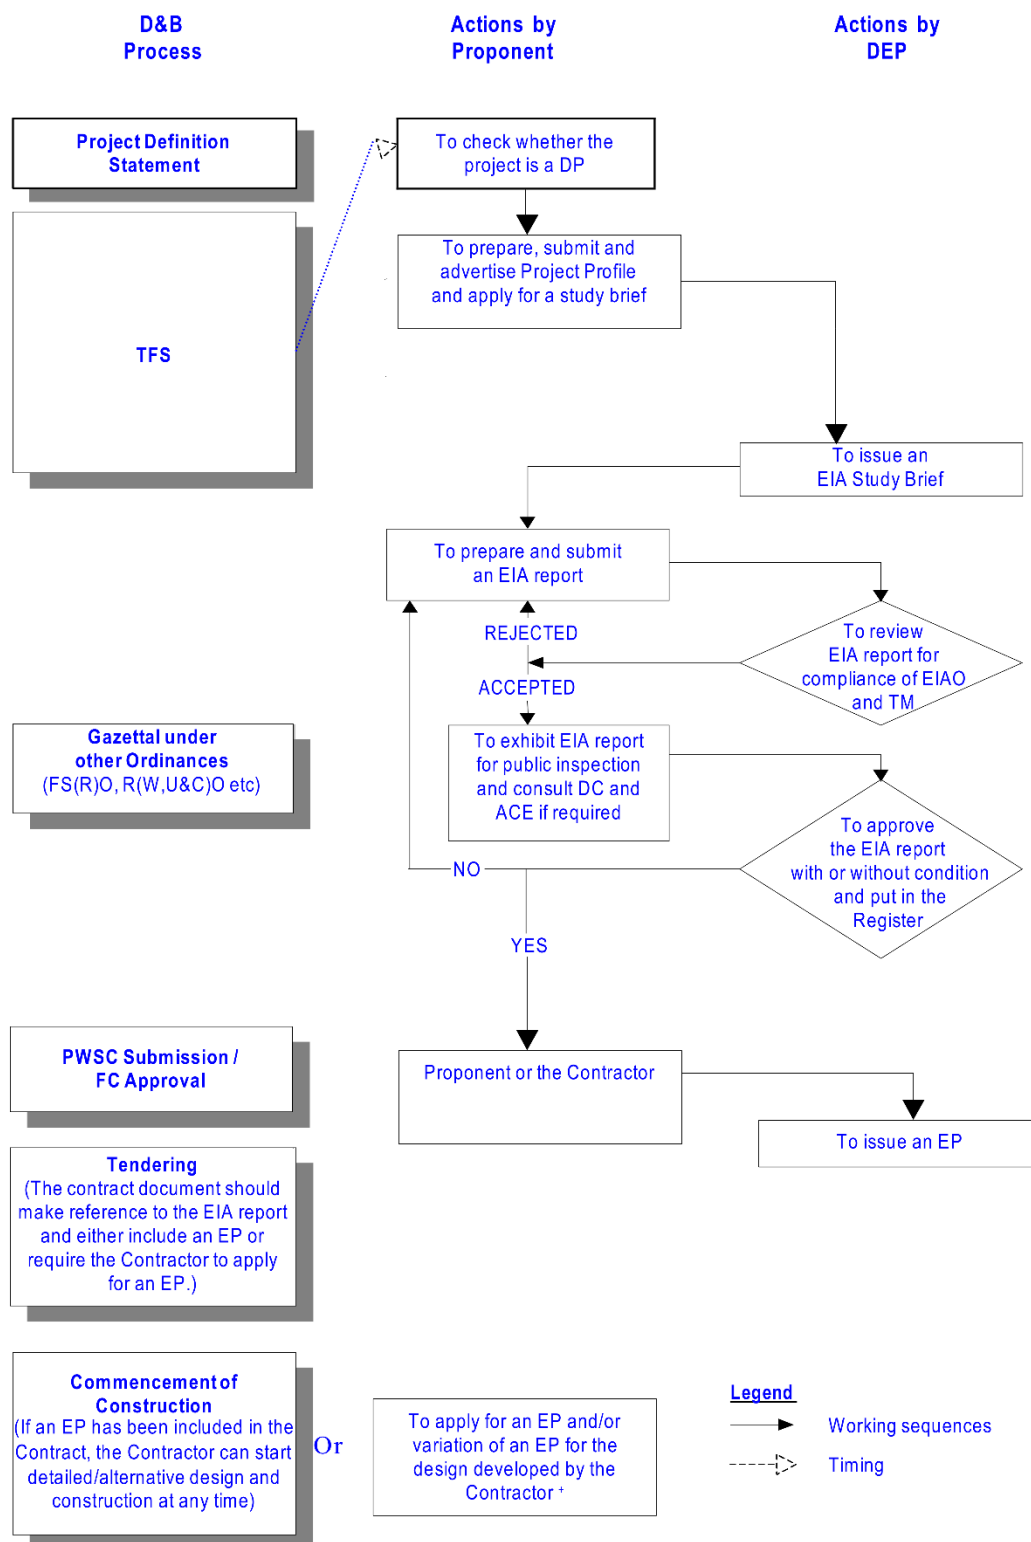 D&B
Process
Actions by
Proponent
Actions by
DEP
Project Definition
Statement
To check whether the
project is a DP
To prepare, submit and
advertise Project Profile
and apply for a study brief
TFS
To issue an
EIA Study Brief
To prepare and submit
an EIA report
REJECTED
To review
EIA report for
compliance of EIAO
and TM
ACCEPTED
Gazettal under
other Ordinances
(FS(R)O, R(W,U&C)O etc)
To exhibit EIA report
for public inspection
and consult DC and
ACE if required
To approve
the EIA report
with or without condition
and put in the
Register
NO
YES
PWSC Submission /
FC Approval
Proponent or the Contractor
To issue an EP
Tendering
(The contract document should
make reference to the EIA report
and either include an EP or
require the Contractor to apply
for an EP.)
Commencement of
Construction
(If an EP has been included in the
Contract, the Contractor can start
detailed/alternative design and
construction at any time)
Or
To apply for an EP and/or
variation of an EP for the
design developed by the
Contractor +
Legend
Working sequences
Timing